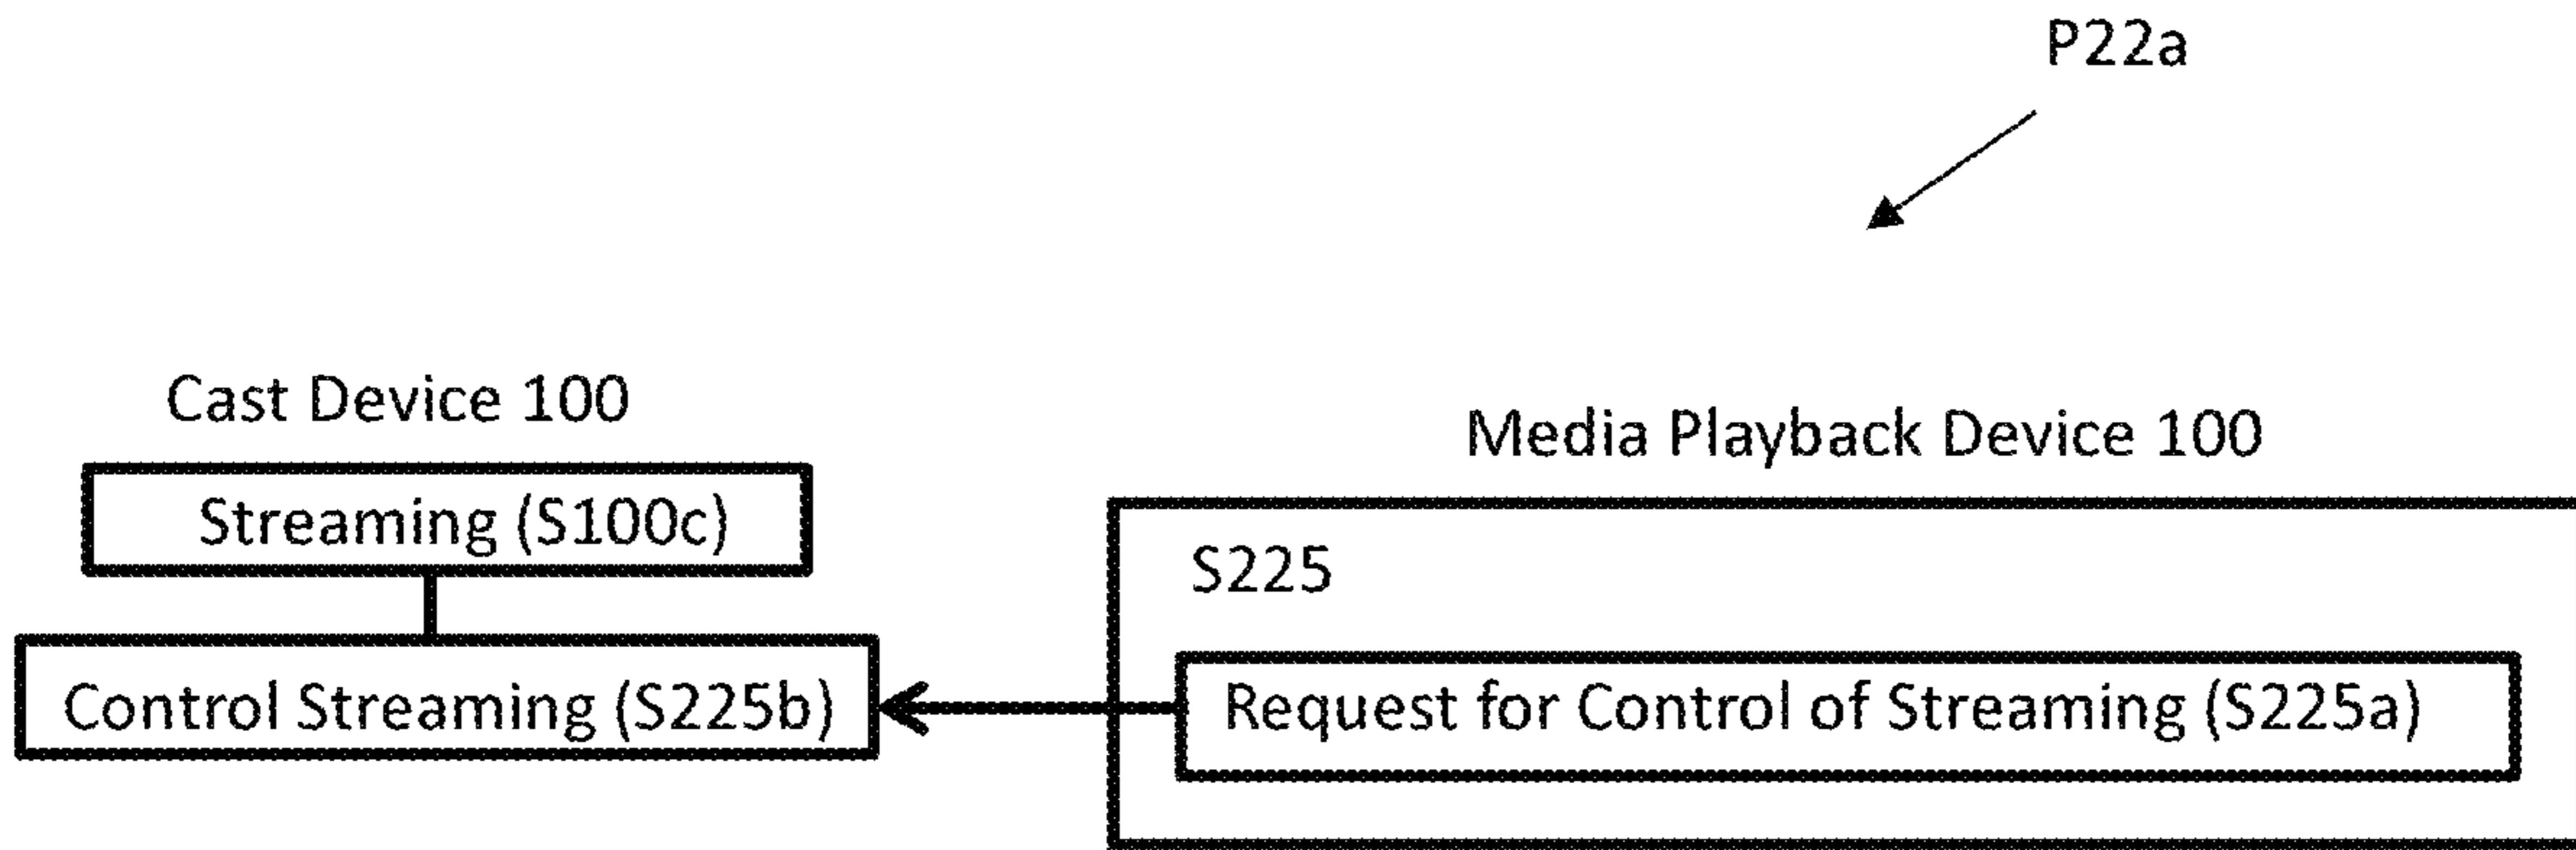 P22a
Cast Device 100
Media Playback Device 100
Streaming (S100c)
S225
Control Streaming (S225b)
Request for Control of Streaming (S225a)